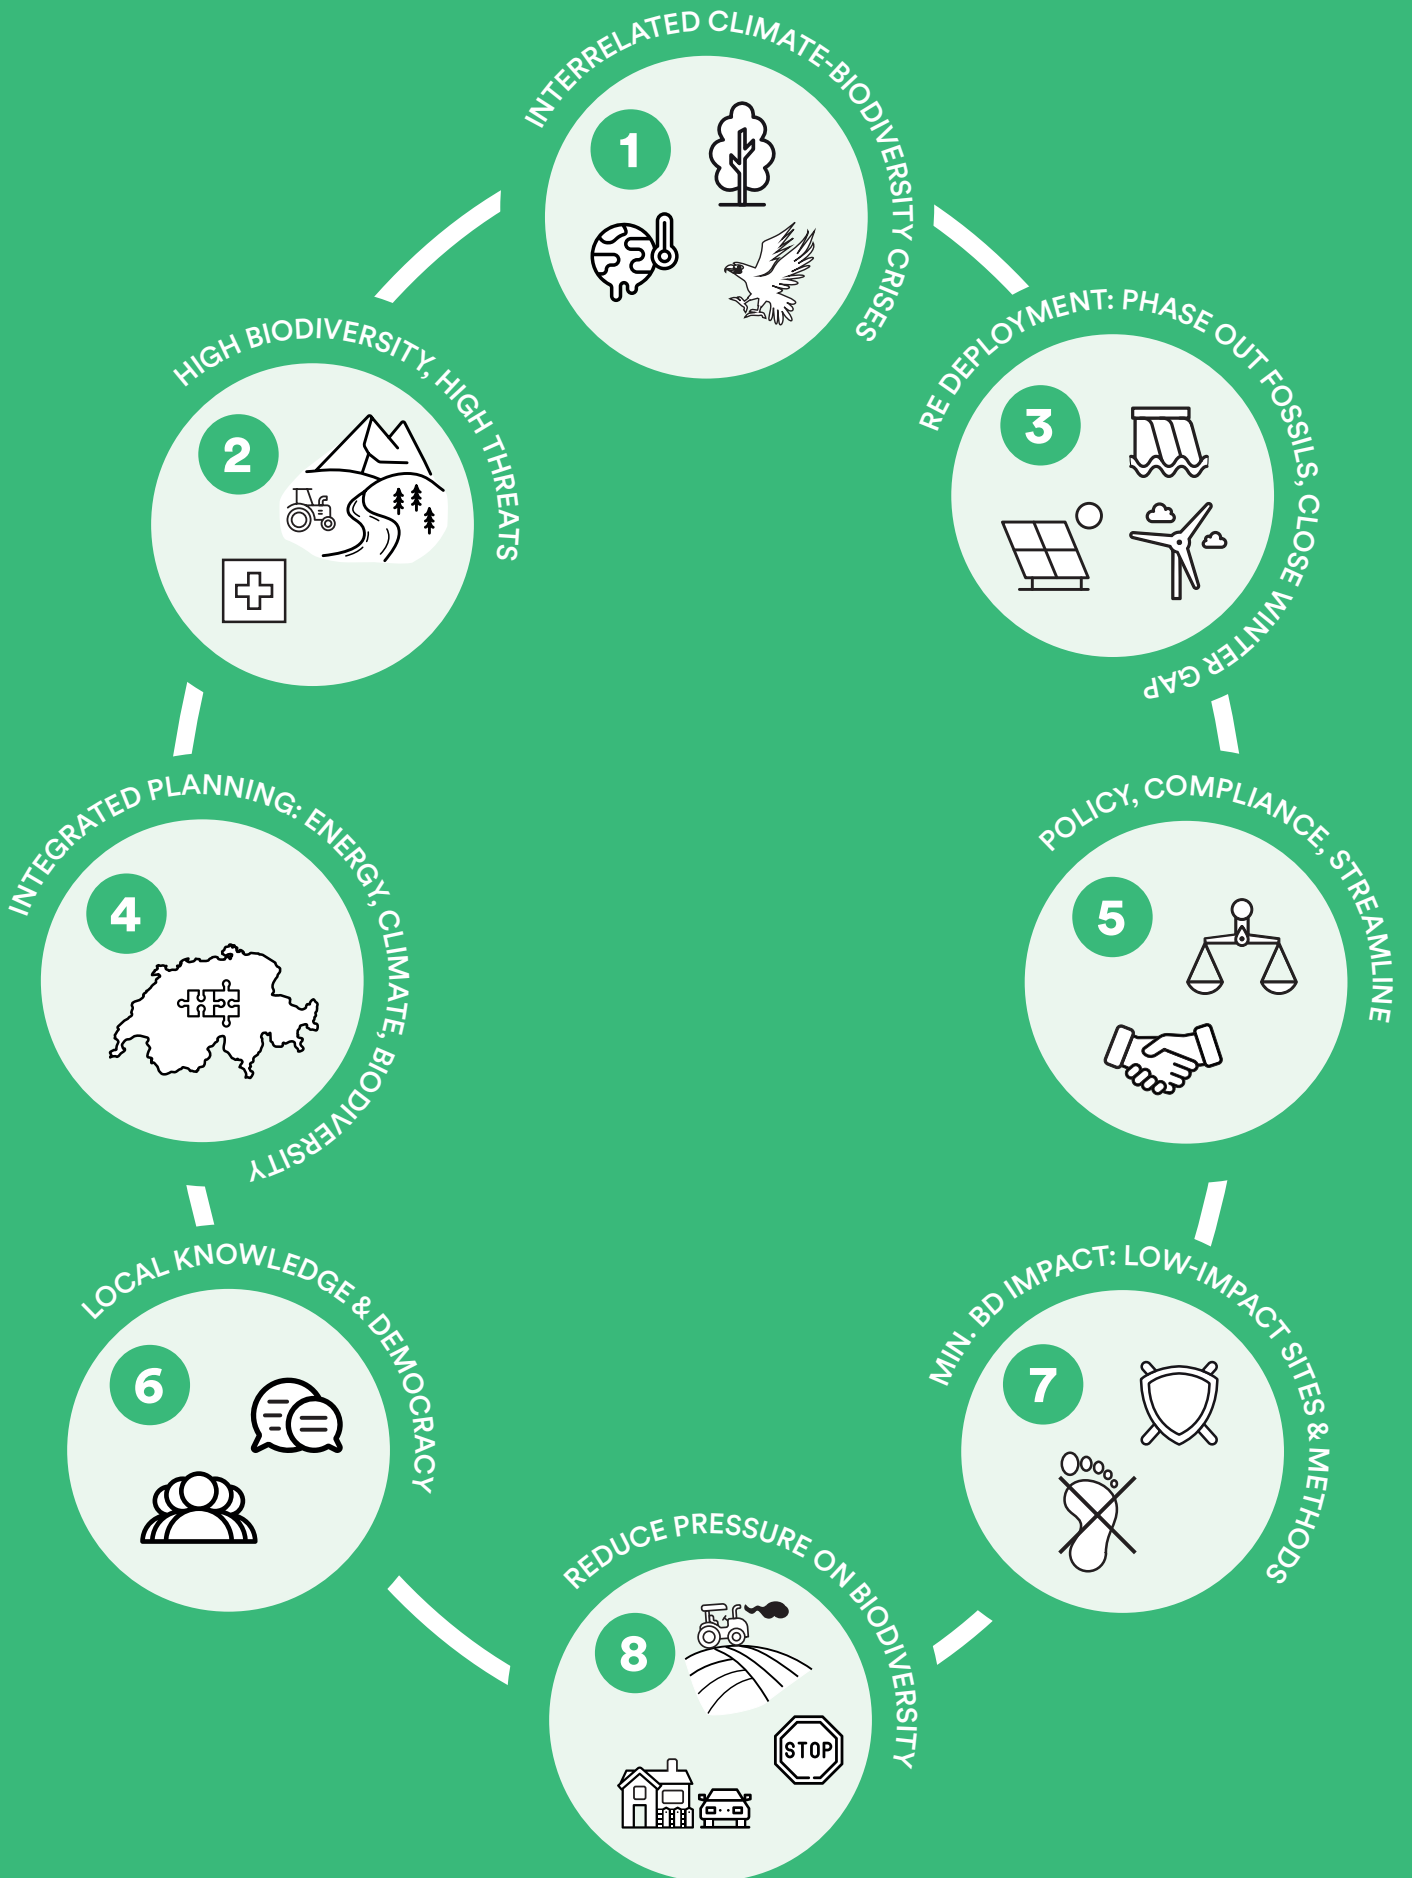 INTERRELATED CLIMATE-BIODIVERSITY CRISES
1
HIGH BIODIVERSITY, HIGH THREATS
2
RE DEPLOYMENT: PHASE OUT FOSSILS, CLOSE WINTER GAP
3
INTEGRATED PLANNING: ENERGY, CLIMATE, BIODIVERSITY
4
POLICY, COMPLIANCE, STREAMLINE
5
LOCAL KNOWLEDGE & DEMOCRACY
6
MIN. BD IMPACT: LOW-IMPACT SITES & METHODS
7
REDUCE PRESSURE ON BIODIVERSITY
8
STOP